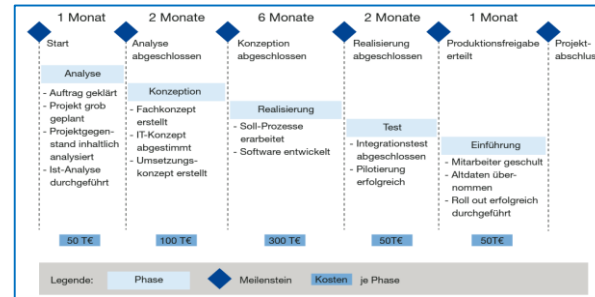 1 Monat
2 Monate
6 Monate
2 Monate
1 Monat
Start
Analyse
abgeschlossen
Konzeption
abgeschlossen
Realisierung
abgeschlossen
Produktionsfreigabe
erteilt
Projekt-
abschlus
Analyse
- Auftrag geklärt
- Projekt grob
geplant
- Projektgegen-
stand inhaltlich
analysiert
- Ist-Analyse
durchgeführt
Konzeption
- Fachkonzept
erstellt
- IT-Konzept
abgestimmt
- Umsetzungs-
konzept erstellt
Realisierung
- Soll-Prozesse
erarbeitet
- Software entwickelt
Test
- Integrationstest
abgeschlossen
- Pilotierung
erfolgreich
Einführung
- Mitarbeiter geschult
- Altdaten über-
nommen
- Roll out erfolgreich
durchgeführt
50 T€
100 T€
300 T€
50T€
50T€
Legende: Phase Meilenstein Kosten je Phase